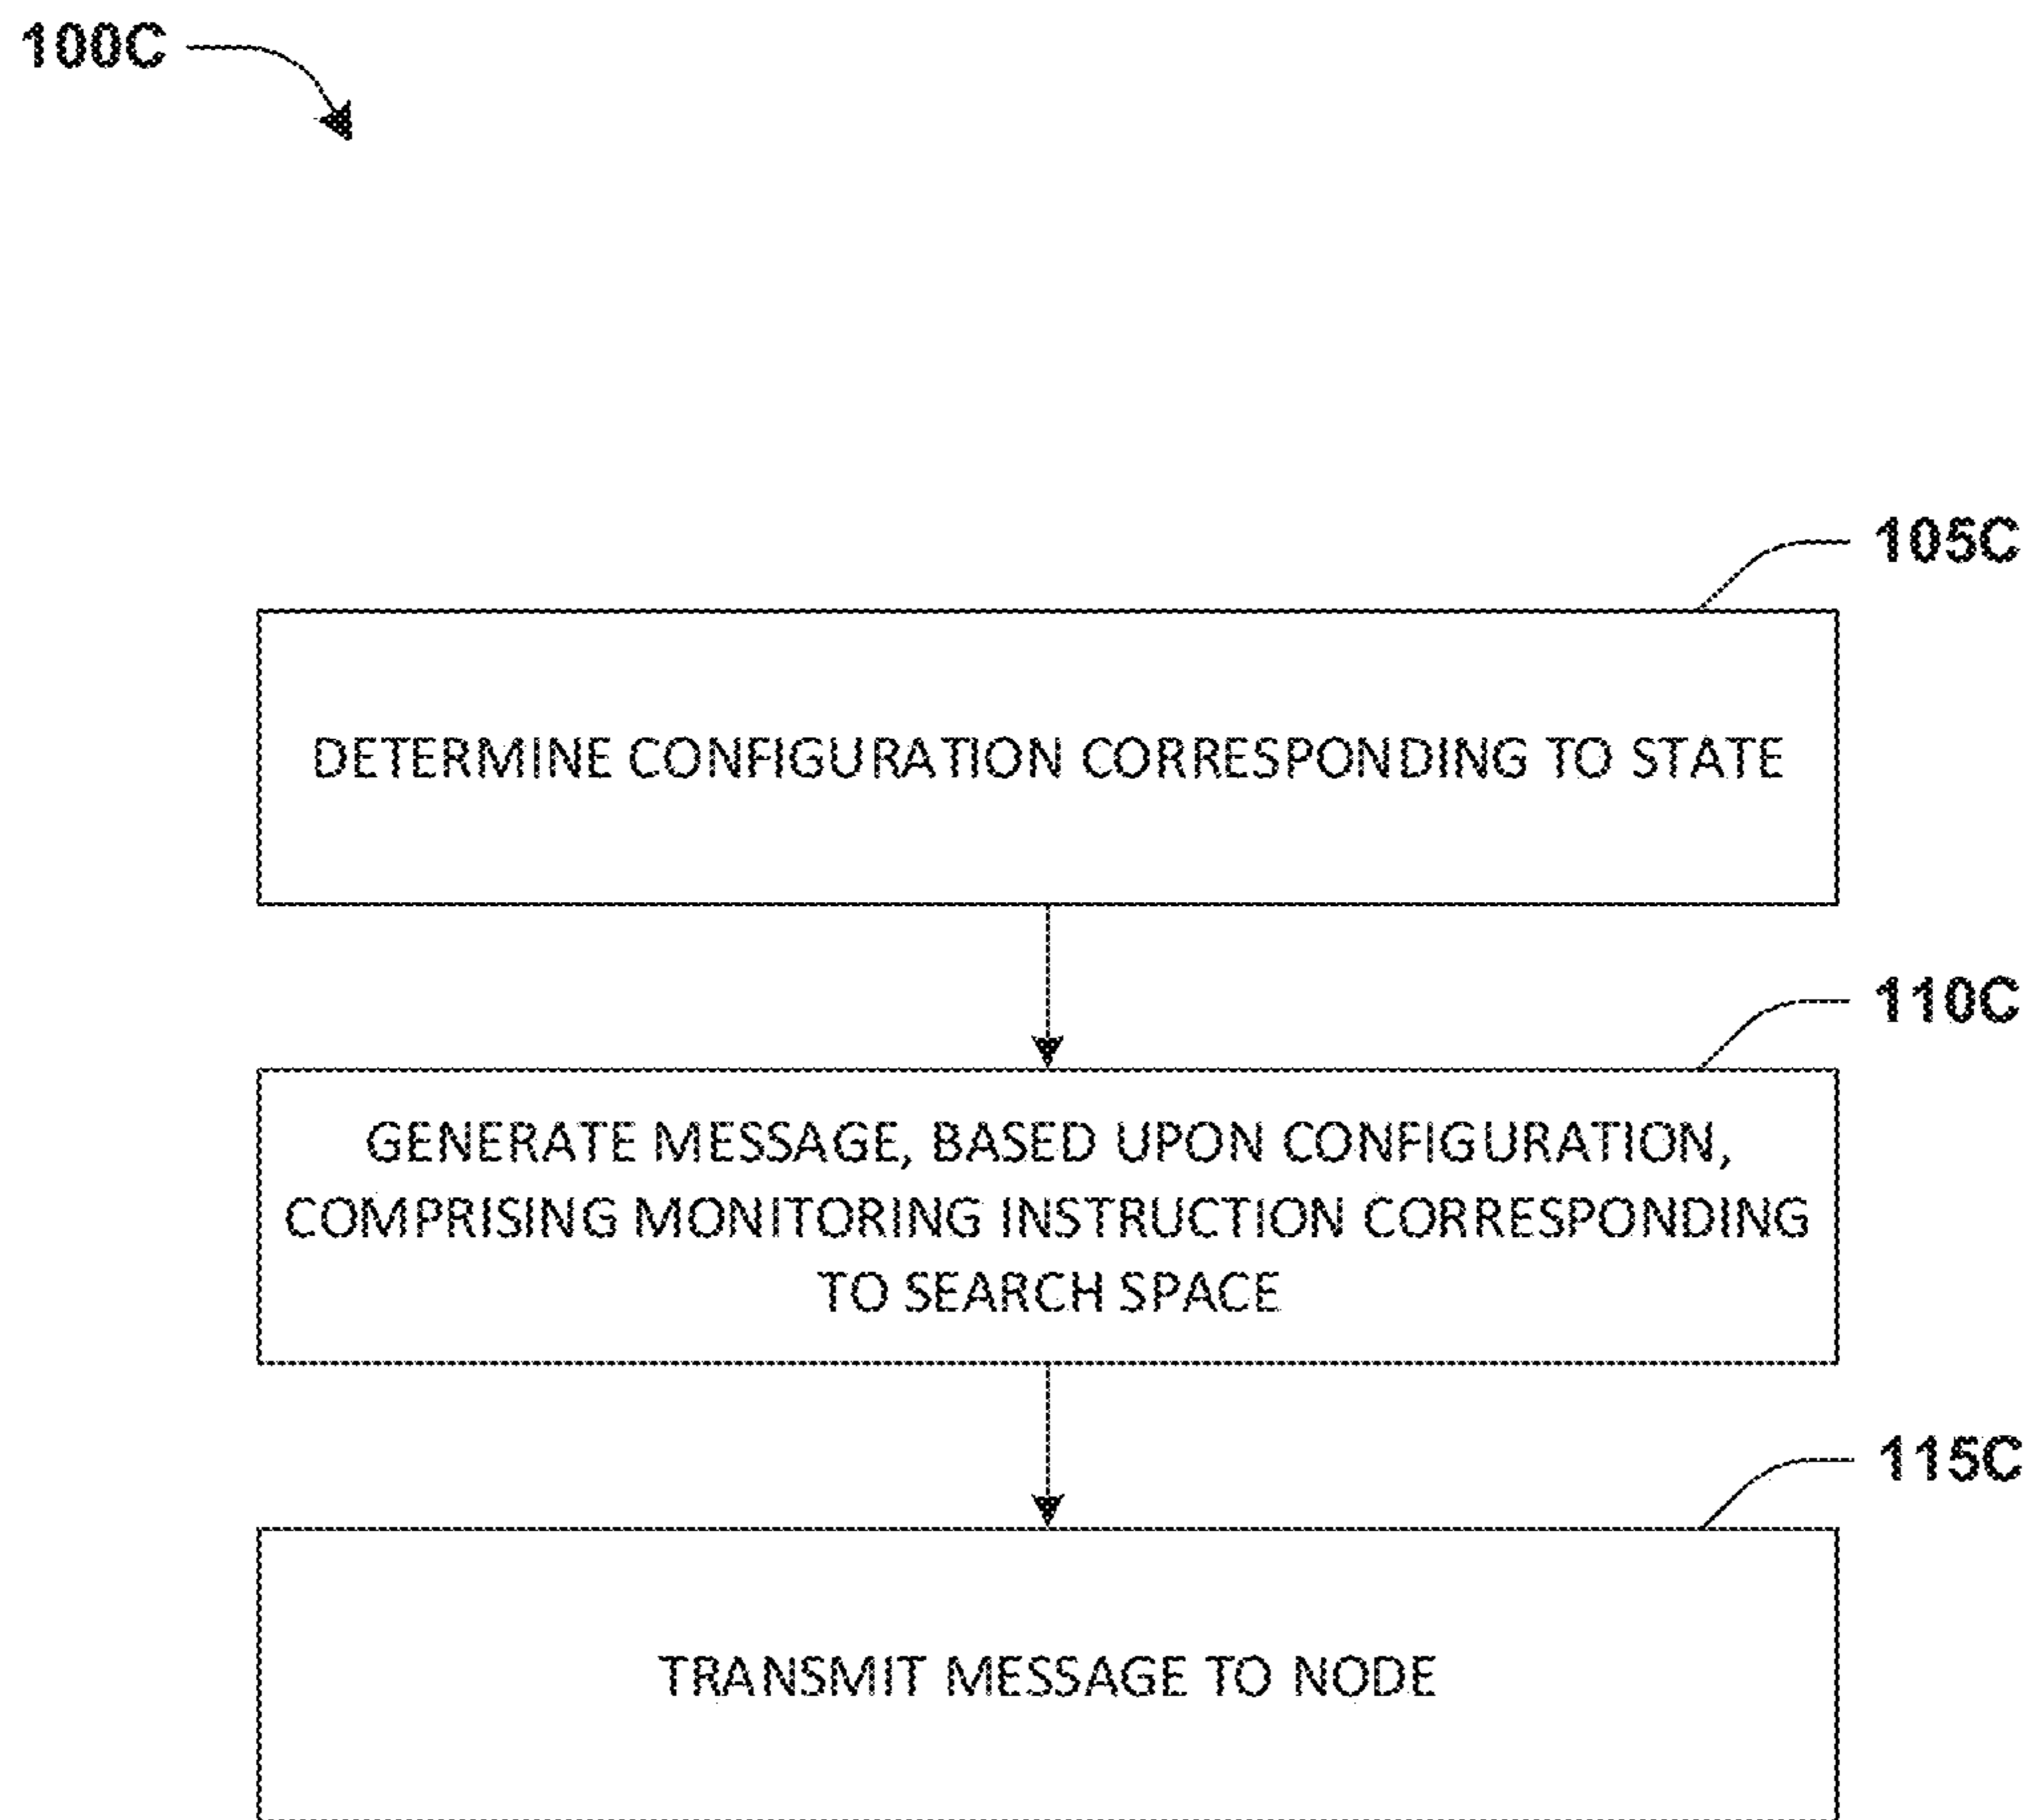 100C
105C
DETERMINE CONFIGURATION CORRESPONDING TO STATE
110C
GENERATE MESSAGE, BASED UPON CONFIGURATION,
COMPRISING MONITORING INSTRUCTION CORRESPONDING
TO SEARCH SPACE
115C
TRANSMIT MESSAGE TO NODE